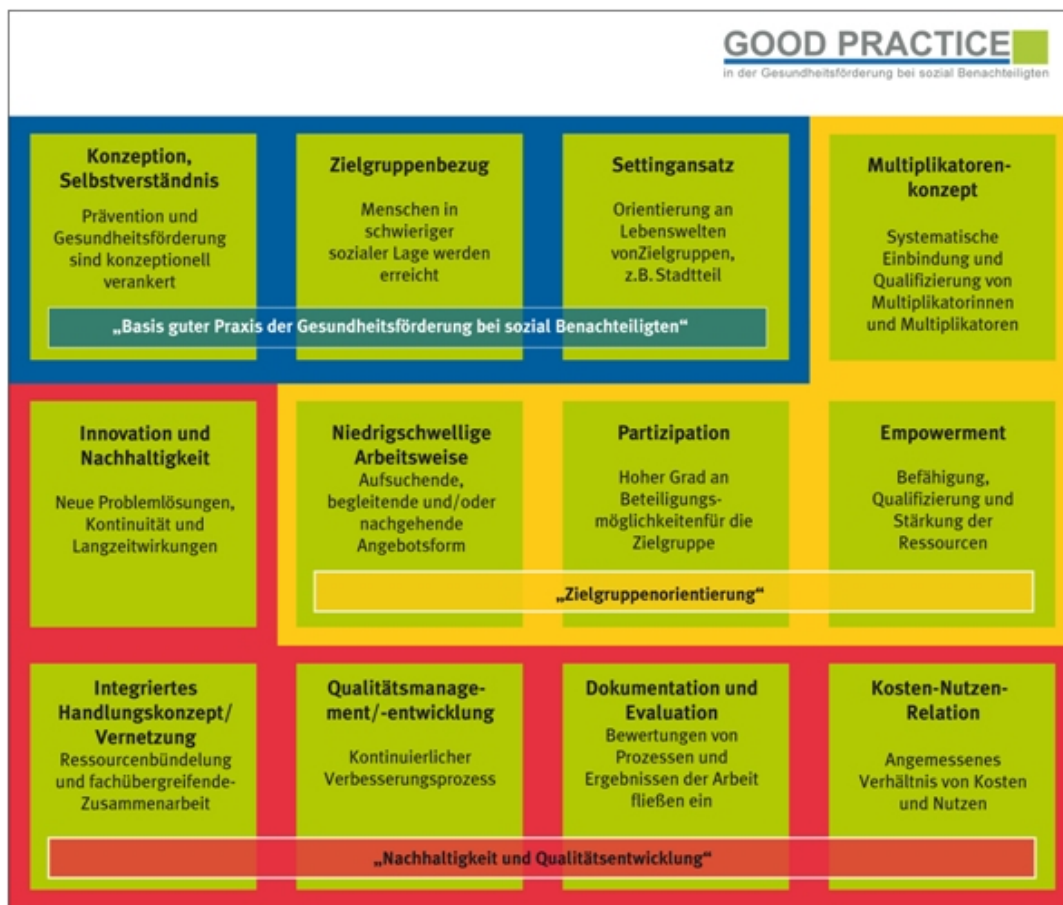 GOOD PRACTICE
in der Gesundheitsförderung bei sozial Benachteiligten
Konzeption,
Selbstverständnis
Prävention und
Gesundheitsförderung
sind konzeptionell
verankert
Zielgruppenbezug
Menschen in
schwieriger
sozialer Lage werden
erreicht
Settingansatz
Orientierung an
Lebenswelten
vonZielgruppen,
z.B. Stadtteil
„Basis guter Praxis der Gesundheitsförderung bei sozial Benachteiligten“
Multiplikatoren-
konzept
Systematische
Einbindung und
Qualifizierung von
Multiplikatorinnen
und Multiplikatoren
Innovation und
Nachhaltigkeit
Neue Problemlösungen,
Kontinuität und
Langzeitwirkungen
Niedrigschwellige
Arbeitsweise
Aufsuchende,
begleitende und/oder
nachgehende
Angebotsform
Partizipation
Hoher Grad an
Beteiligungs-
möglichkeitenfür die
Zielgruppe
Empowerment
Befähigung,
Qualifizierung und
Stärkung der
Ressourcen
„Zielgruppenorientierung“
Integriertes
Handlungskonzept/
Vernetzung
Ressourcenbündelung
und fachübergreifende-
Zusammenarbeit
Qualitätsmanage-
ment/-entwicklung
Kontinuierlicher
Verbesserungsprozess
Dokumentation und
Evaluation
Bewertungen von
Prozessen und
Ergebnissen der Arbeit
fließen ein
Kosten-Nutzen-
Relation
Angemessenes
Verhältnis von Kosten
und Nutzen
„Nachhaltigkeit und Qualitätsentwicklung“